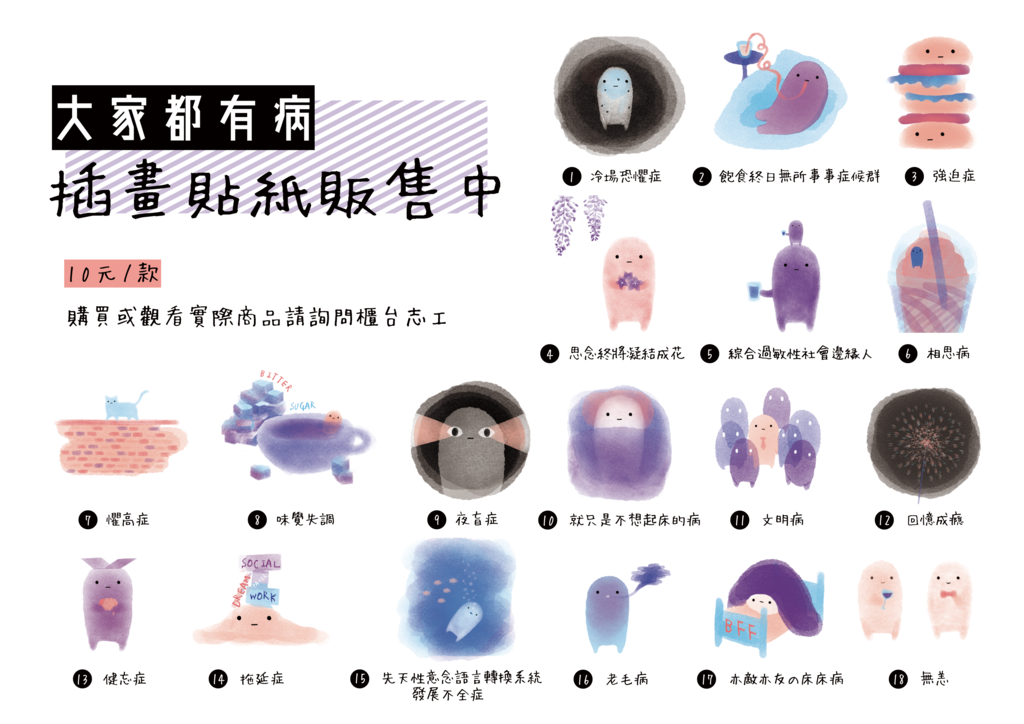 大家都有病
插畫貼紙販售中
10元/款
購買或觀看實際商品請詢問櫃台志工
1 冷場恐懼症
2 飽食終日無所事事症候群
3 強迫症
4 思念終將凝結成花
5 綜合過敏性社會邊緣人
6 相思病
BITTER
SUGAR
7 懼高症
8 味覺失調
9 夜盲症
10 就只是不想起床的病
11 文明病
12 回憶成癮
SOCIAL
DREAM
WORK
BFF
13 健忘症
14 拖延症
15 先天性意念語言轉換系統
發展不全症
16 老毛病
17 亦敵亦友の床床病
18 無恙